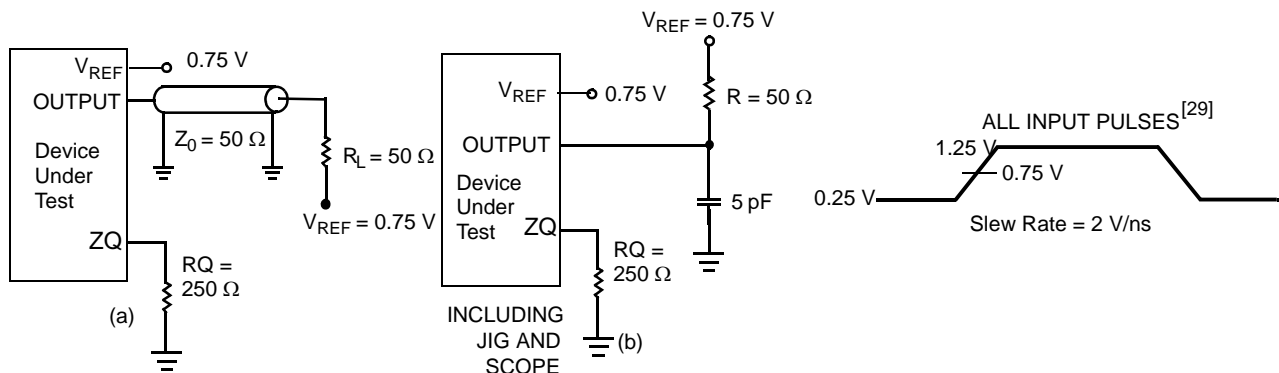 V_REF
0.75 V
OUTPUT
Device
Under
Test
Z_0 = 50 Ω
R_L = 50 Ω
V_REF = 0.75 V
ZQ
RQ =
250 Ω
(a)
V_REF = 0.75 V
R = 50 Ω
V_REF
0.75 V
OUTPUT
Device
Under
Test
5 pF
ZQ
RQ =
250 Ω
INCLUDING
JIG AND
SCOPE
(b)
ALL INPUT PULSES[29]
1.25 V
0.75 V
0.25 V
Slew Rate = 2 V/ns